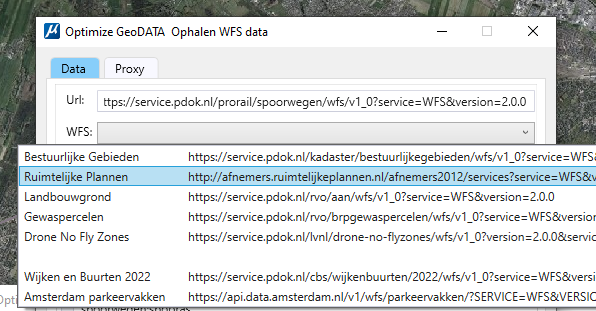 Optimize GeoDATA  Ophalen WFS data
Data
Proxy
Url:
ttps://service.pdok.nl/prorail/spoorwegen/wfs/v1_0?service=WFS&version=2.0.0
WFS:
Bestuurlijke Gebieden https://service.pdok.nl/kadaster/bestuurlijkegebieden/wfs/v1_0?service=WFS
Ruimtelijke Plannen http://afnemers.ruimtelijkeplannen.nl/afnemers2012/services?service=WFS&v
Landbouwgrond https://service.pdok.nl/rvo/aan/wfs/v1_0?service=WFS&version=2.0.0
Gewaspercelen https://service.pdok.nl/rvo/brpgewaspercelen/wfs/v1_0?service=WFS&version
Drone No Fly Zones https://service.pdok.nl/lvnl/drone-no-flyzones/wfs/v1_0?version=2.0.0&servic
Wijken en Buurten 2022 https://service.pdok.nl/cbs/wijkenbuurten/2022/wfs/v1_0?service=WFS&versio
Amsterdam parkeervakken https://api.data.amsterdam.nl/v1/wfs/parkeervakken/?SERVICE=WFS&VERSION
Opti